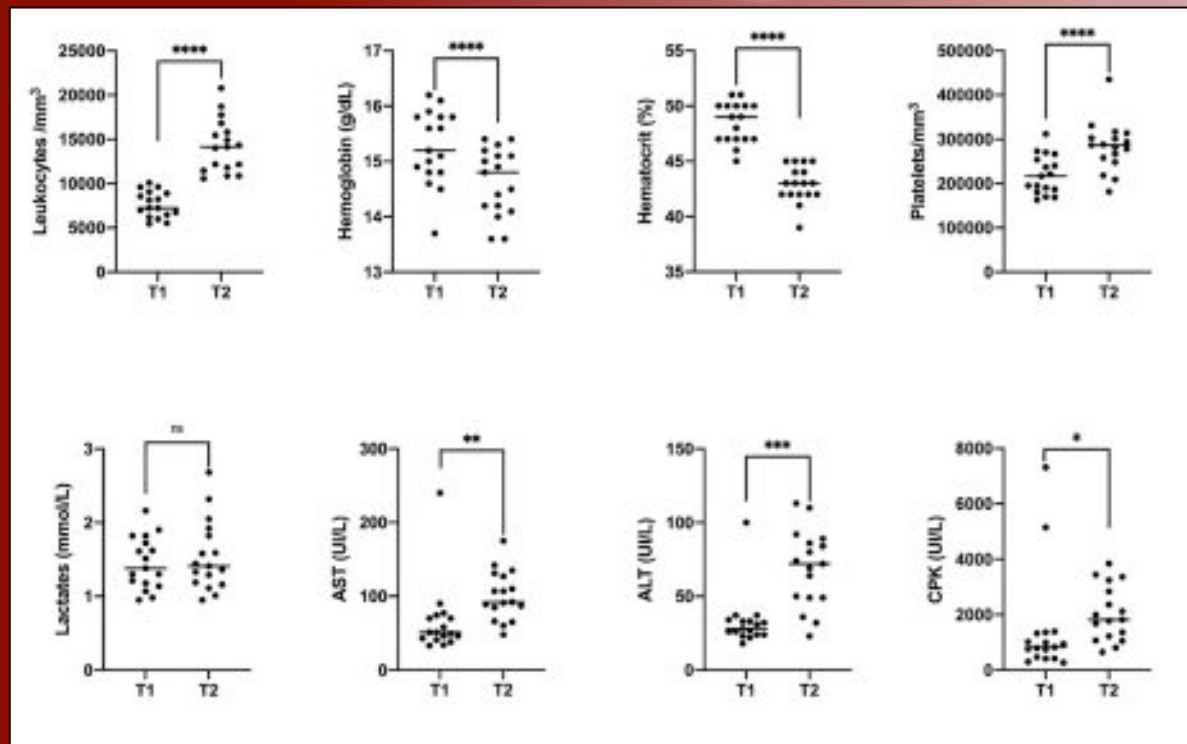 Leukocytes /mm³
25000
20000
15000
10000
5000
0
****
T1 T2
Hemoglobin (g/dL)
17
16
15
14
13
****
T1 T2
Hematocrit (%)
55
50
45
40
35
****
T1 T2
Platelets/mm³
500000
400000
300000
200000
100000
0
****
T1 T2
Lactates (mmol/L)
3
2
1
0
ns
T1 T2
AST (UI/L)
300
200
100
0
**
T1 T2
ALT (UI/L)
150
100
50
0
***
T1 T2
CPK (UI/L)
8000
6000
4000
2000
0
*
T1 T2